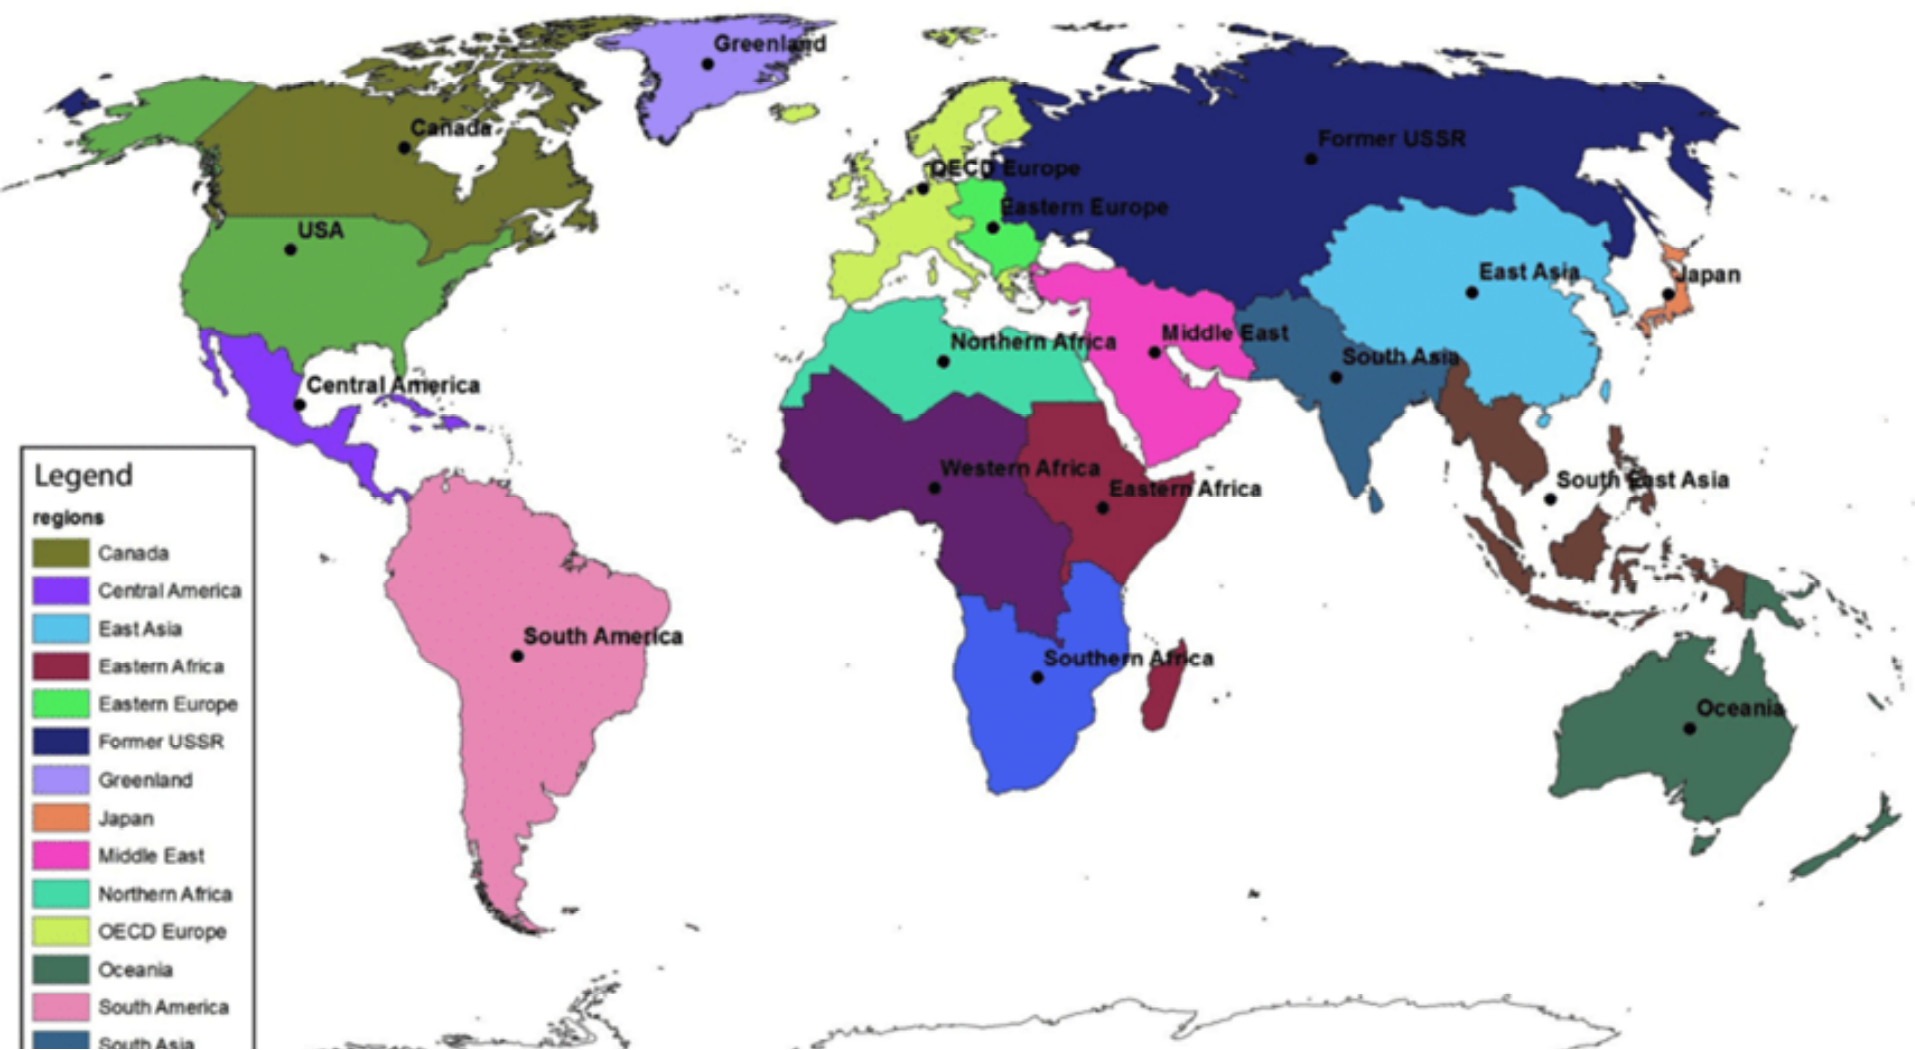 Greenland
Canada
Former USSR
OECD Europe
Eastern Europe
USA
East Asia
Japan
Northern Africa
Middle East
South Asia
Central America
Western Africa
Eastern Africa
South East Asia
South America
Southern Africa
Oceania
Legend
regions
Canada
Central America
East Asia
Eastern Africa
Eastern Europe
Former USSR
Greenland
Japan
Middle East
Northern Africa
OECD Europe
Oceania
South America
South Asia